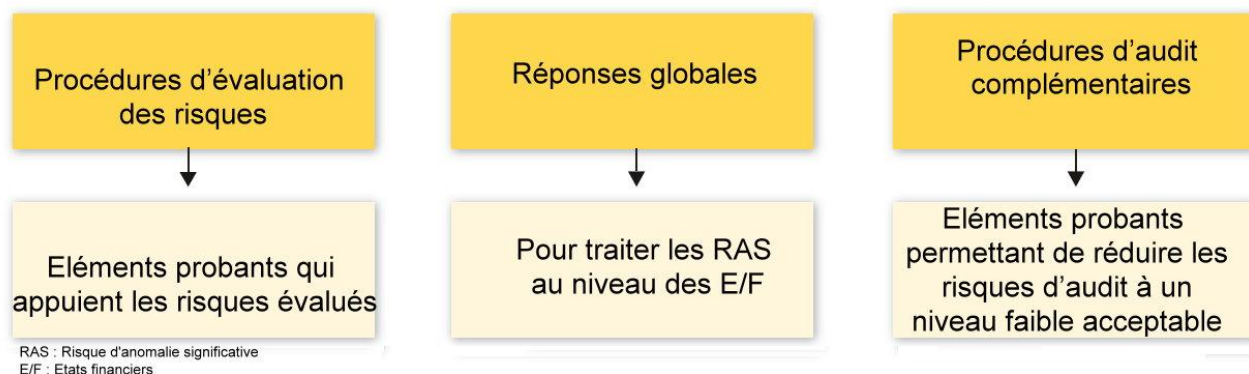 Procédures d'évaluation
des risques
Réponses globales
Procédures d'audit
complémentaires
Eléments probants qui
appuient les risques évalués
Pour traiter les RAS
au niveau des E/F
Eléments probants
permettant de réduire les
risques d'audit à un
niveau faible acceptable
RAS : Risque d'anomalie significative
E/F : Etats financiers